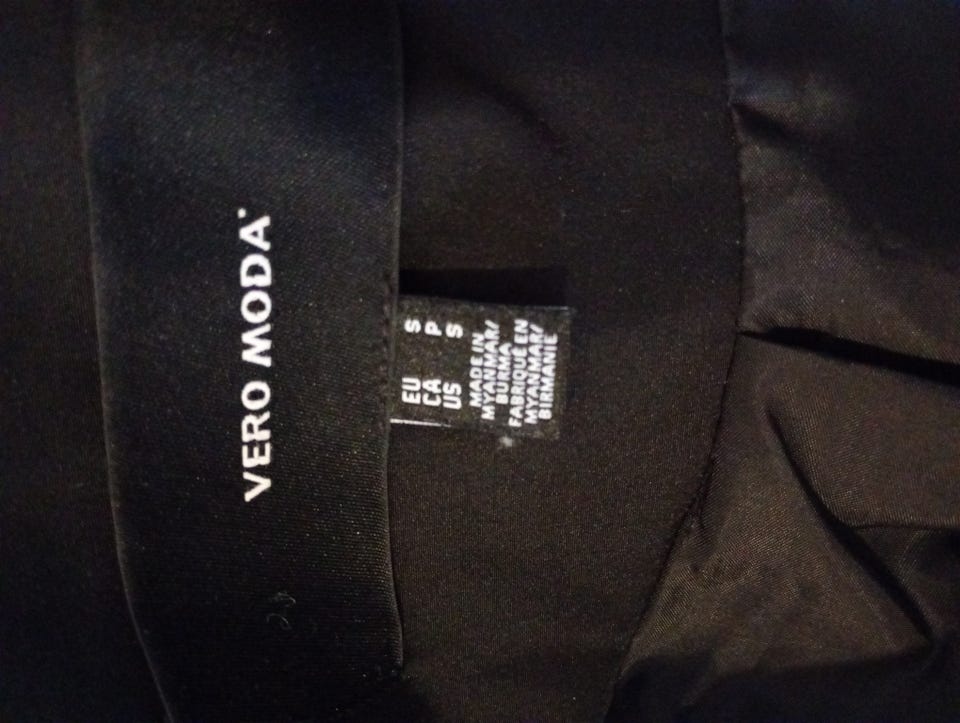 VERO MODA
EU S
CA P
US S
MADE IN
MYANMAR/
BURMA
FABRIQUÉ EN
MYANMAR/
BIRMANIE